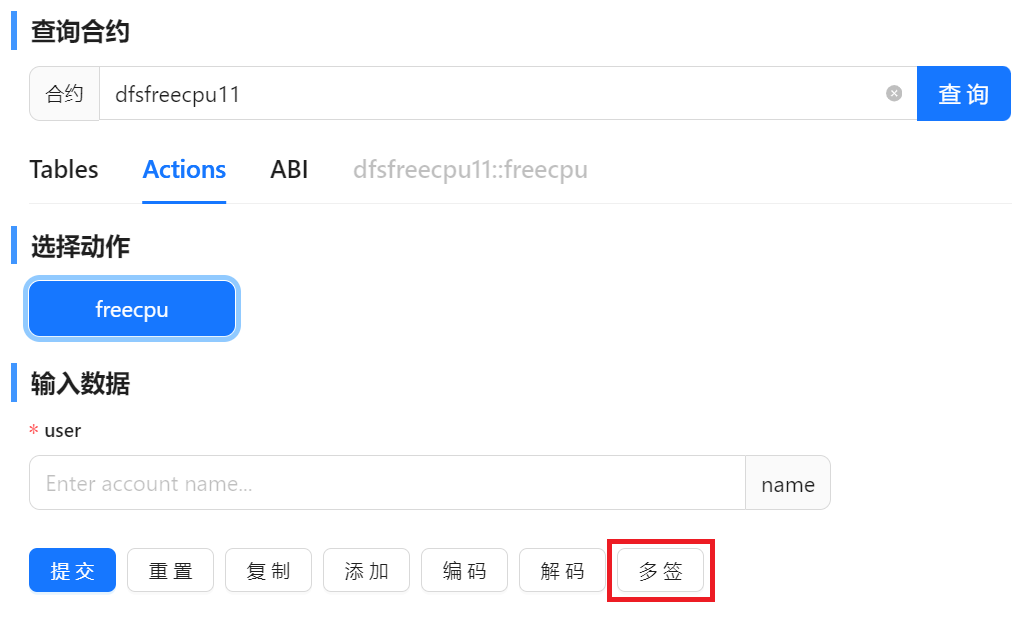 查询合约
合约 dfsfreecpu11 查询
Tables Actions ABI dfsfreecpu11::freecpu
选择动作
freecpu
输入数据
* user
Enter account name... name
提交 重置 复制 添加 编码 解码 多签